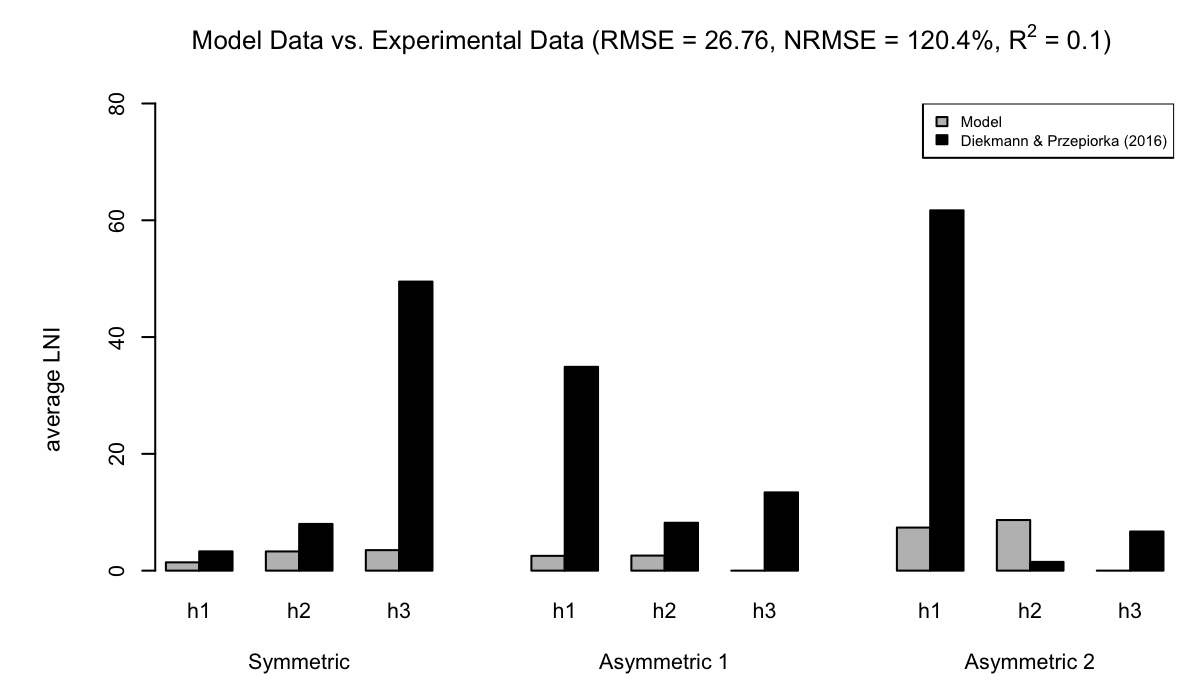 Model Data vs. Experimental Data (RMSE = 26.76, NRMSE = 120.4%, R² = 0.1)
80
60
40
20
0
average LNI
Model
Diekmann & Przepiorka (2016)
h1 h2 h3 h1 h2 h3 h1 h2 h3
Symmetric Asymmetric 1 Asymmetric 2